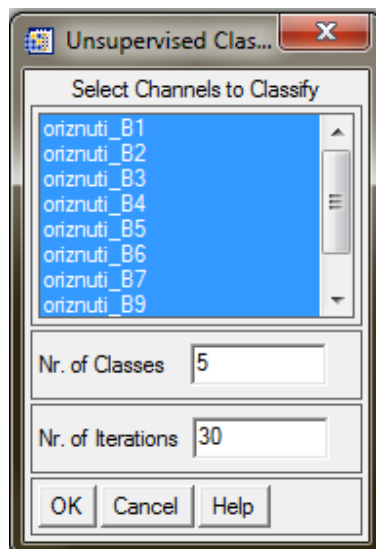 Unsupervised Clas...
Select Channels to Classify
oriznuti_B1
oriznuti_B2
oriznuti_B3
oriznuti_B4
oriznuti_B5
oriznuti_B6
oriznuti_B7
oriznuti_B9
Nr. of Classes 5
Nr. of Iterations 30
OK Cancel Help